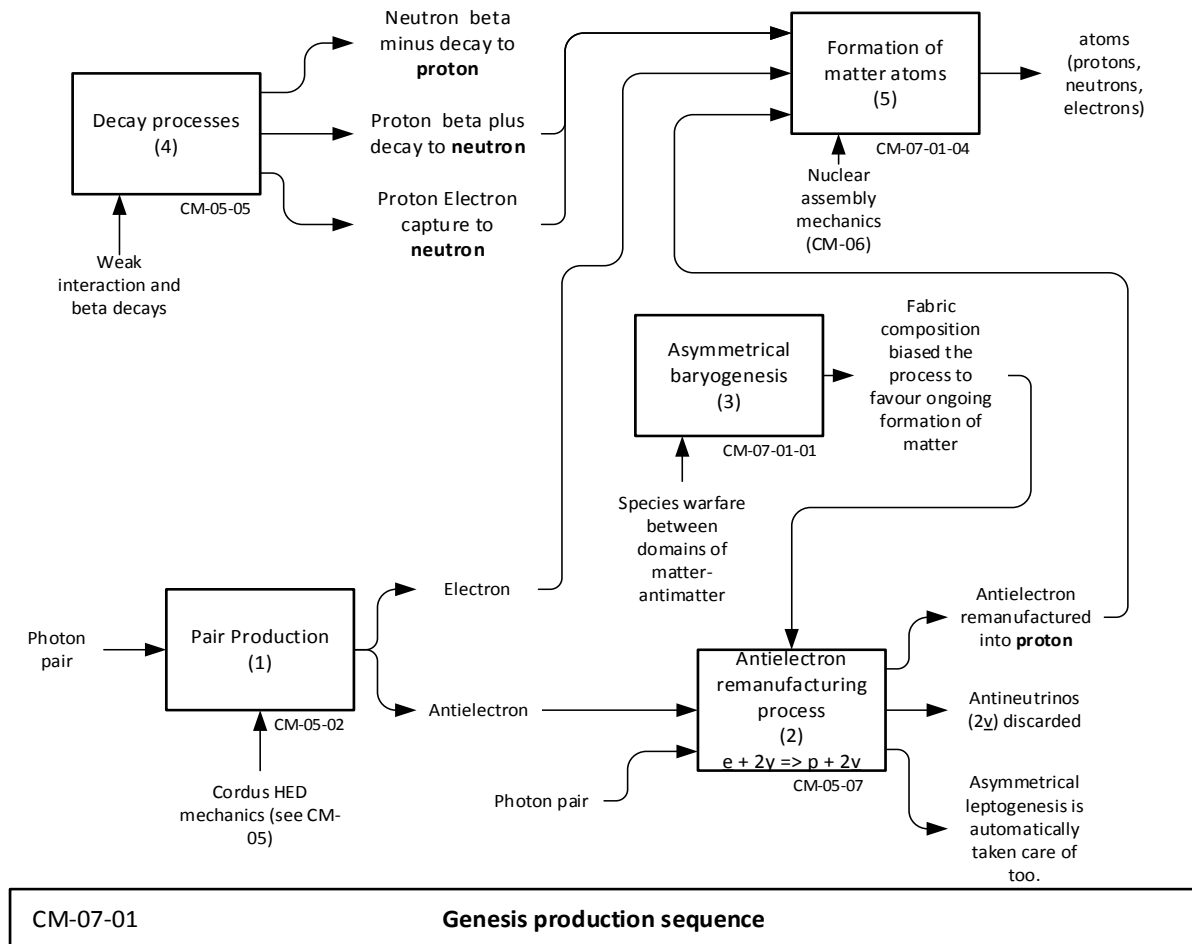 Neutron beta
minus decay to
proton
Decay processes
(4)
CM-05-05
Proton beta plus
decay to neutron
Proton Electron
capture to
neutron
Weak
interaction and
beta decays
Formation of
matter atoms
(5)
CM-07-01-04
atoms
(protons,
neutrons,
electrons)
Nuclear
assembly
mechanics
(CM-06)
Asymmetrical
baryogenesis
(3)
CM-07-01-01
Fabric
composition
biased the
process to
favour ongoing
formation of
matter
Species warfare
between
domains of
matter-
antimatter
Photon
pair
Pair Production
(1)
CM-05-02
Cordus HED
mechanics (see CM-
05)
Electron
Antielectron
Photon pair
Antielectron
remanufacturing
process
(2)
e + 2y => p + 2v
CM-05-07
Antielectron
remanufactured
into proton
Antineutrinos
(2v) discarded
Asymmetrical
leptogenesis is
automatically
taken care of
too.
CM-07-01
Genesis production sequence